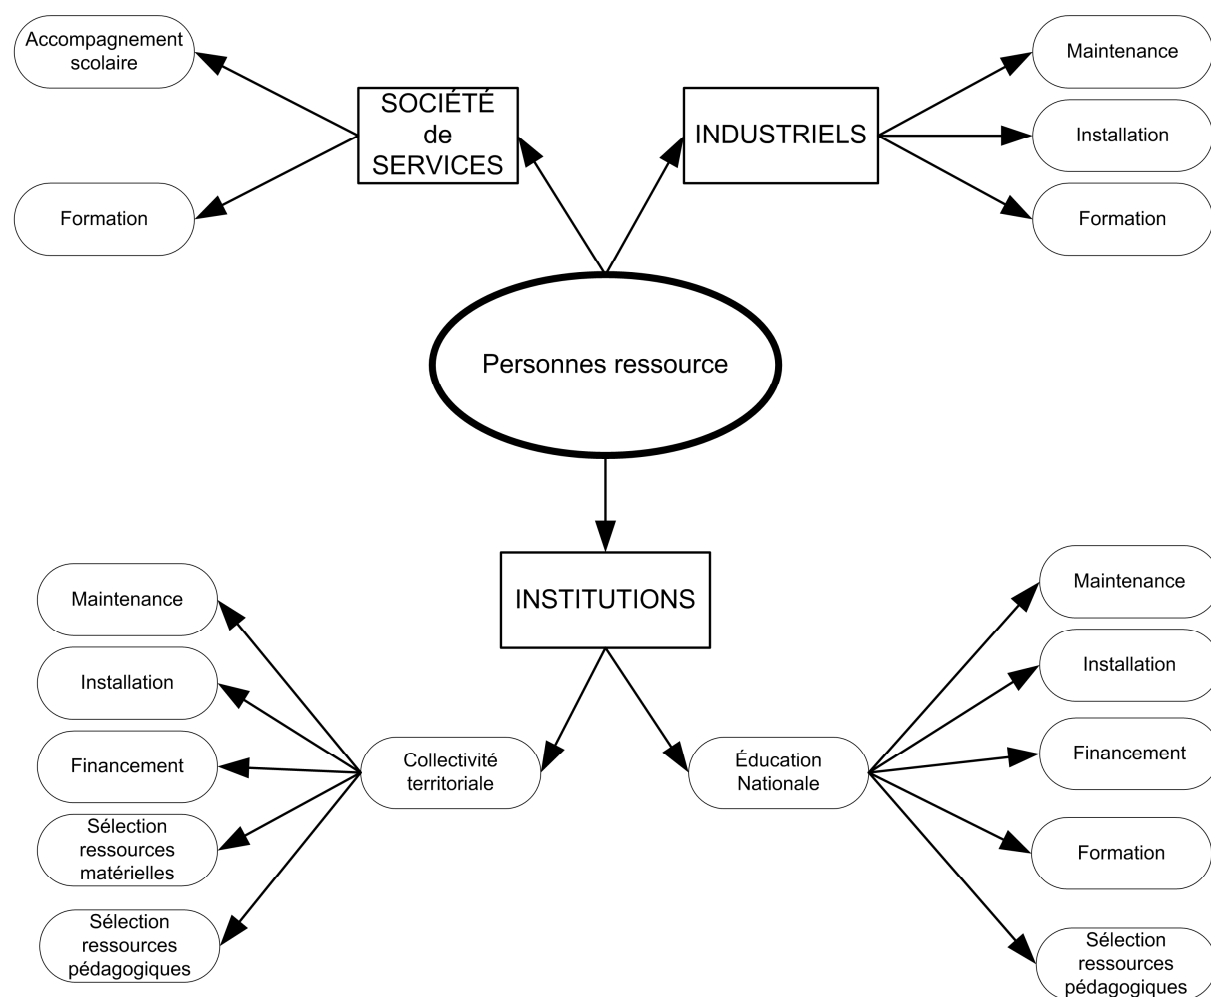 Accompagnement
scolaire
Formation
SOCIÉTÉ
de
SERVICES
INDUSTRIELS
Maintenance
Installation
Formation
Personnes ressource
INSTITUTIONS
Collectivité
territoriale
Maintenance
Installation
Financement
Sélection
ressources
matérielles
Sélection
ressources
pédagogiques
Éducation
Nationale
Maintenance
Installation
Financement
Formation
Sélection
ressources
pédagogiques